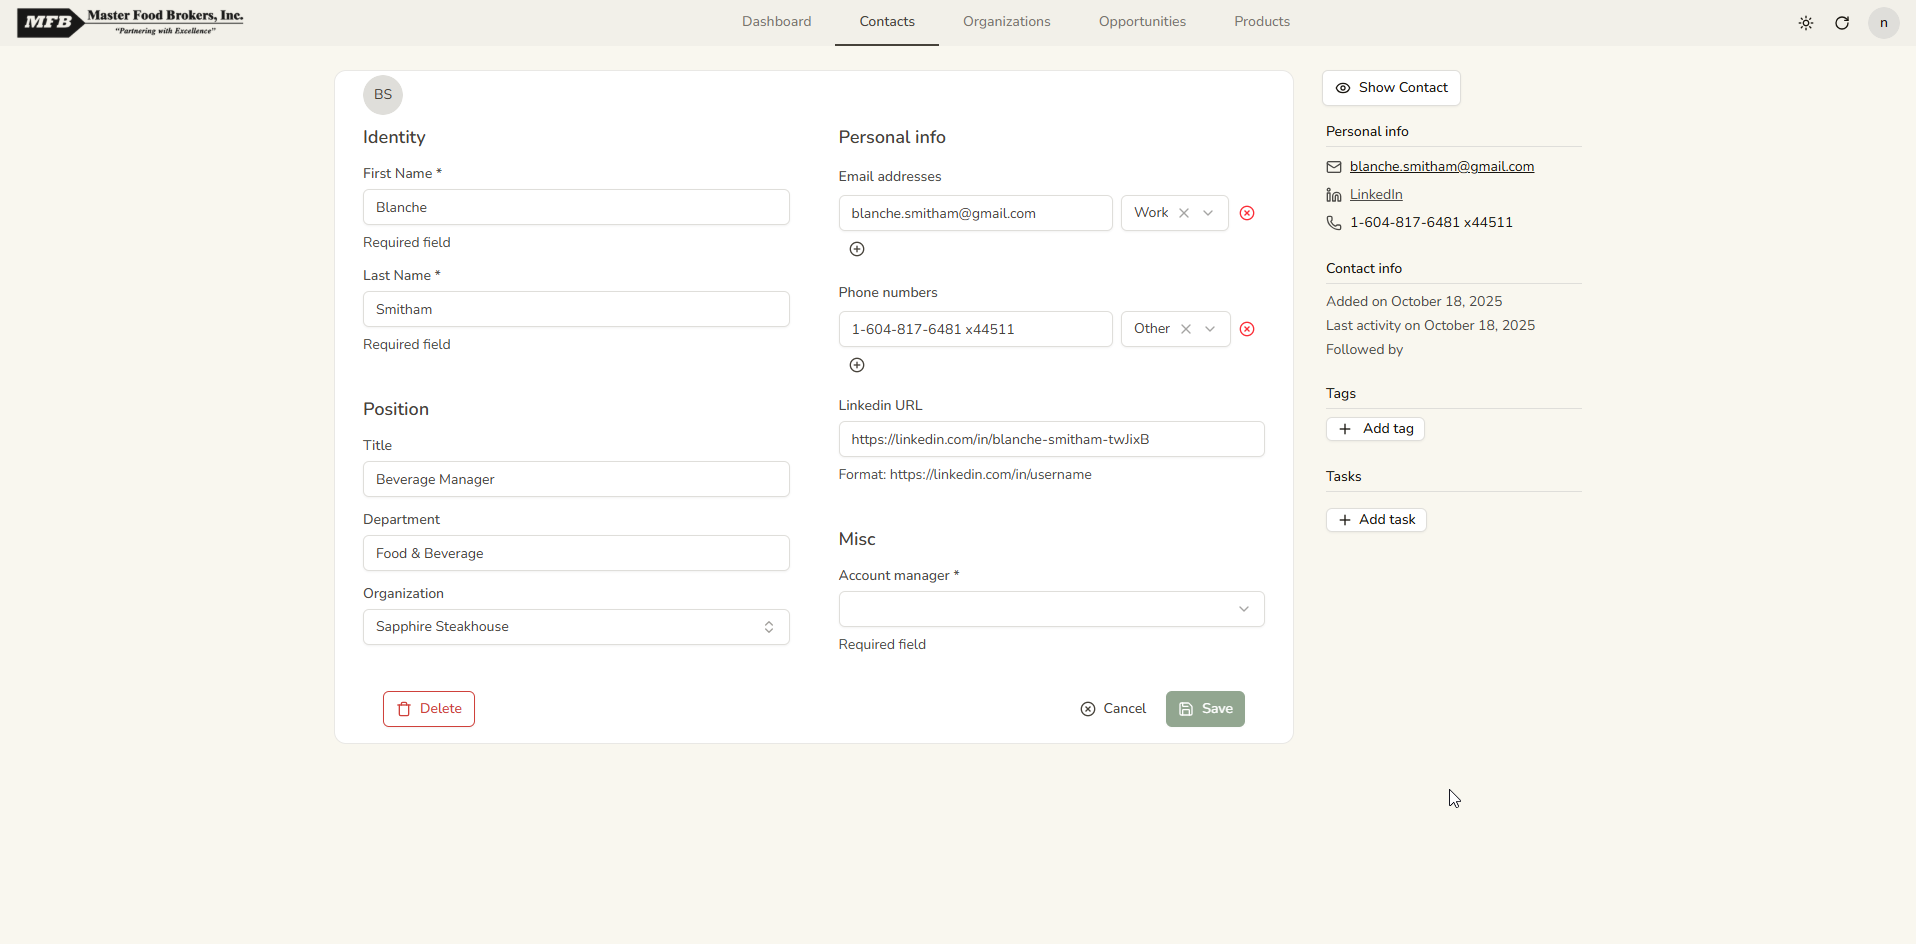 MFB Master Food Brokers, Inc.
"Partnering with Excellence"
Dashboard
Contacts
Organizations
Opportunities
Products
n
BS
Identity
First Name *
Blanche
Required field
Last Name *
Smitham
Required field
Position
Title
Beverage Manager
Department
Food & Beverage
Organization
Sapphire Steakhouse
Personal info
Email addresses
blanche.smitham@gmail.com
Work
Phone numbers
1-604-817-6481 x44511
Other
Linkedin URL
https://linkedin.com/in/blanche-smitham-twJixB
Format: https://linkedin.com/in/username
Misc
Account manager *
Required field
Delete
Cancel
Save
Show Contact
Personal info
blanche.smitham@gmail.com
LinkedIn
1-604-817-6481 x44511
Contact info
Added on October 18, 2025
Last activity on October 18, 2025
Followed by
Tags
Add tag
Tasks
Add task